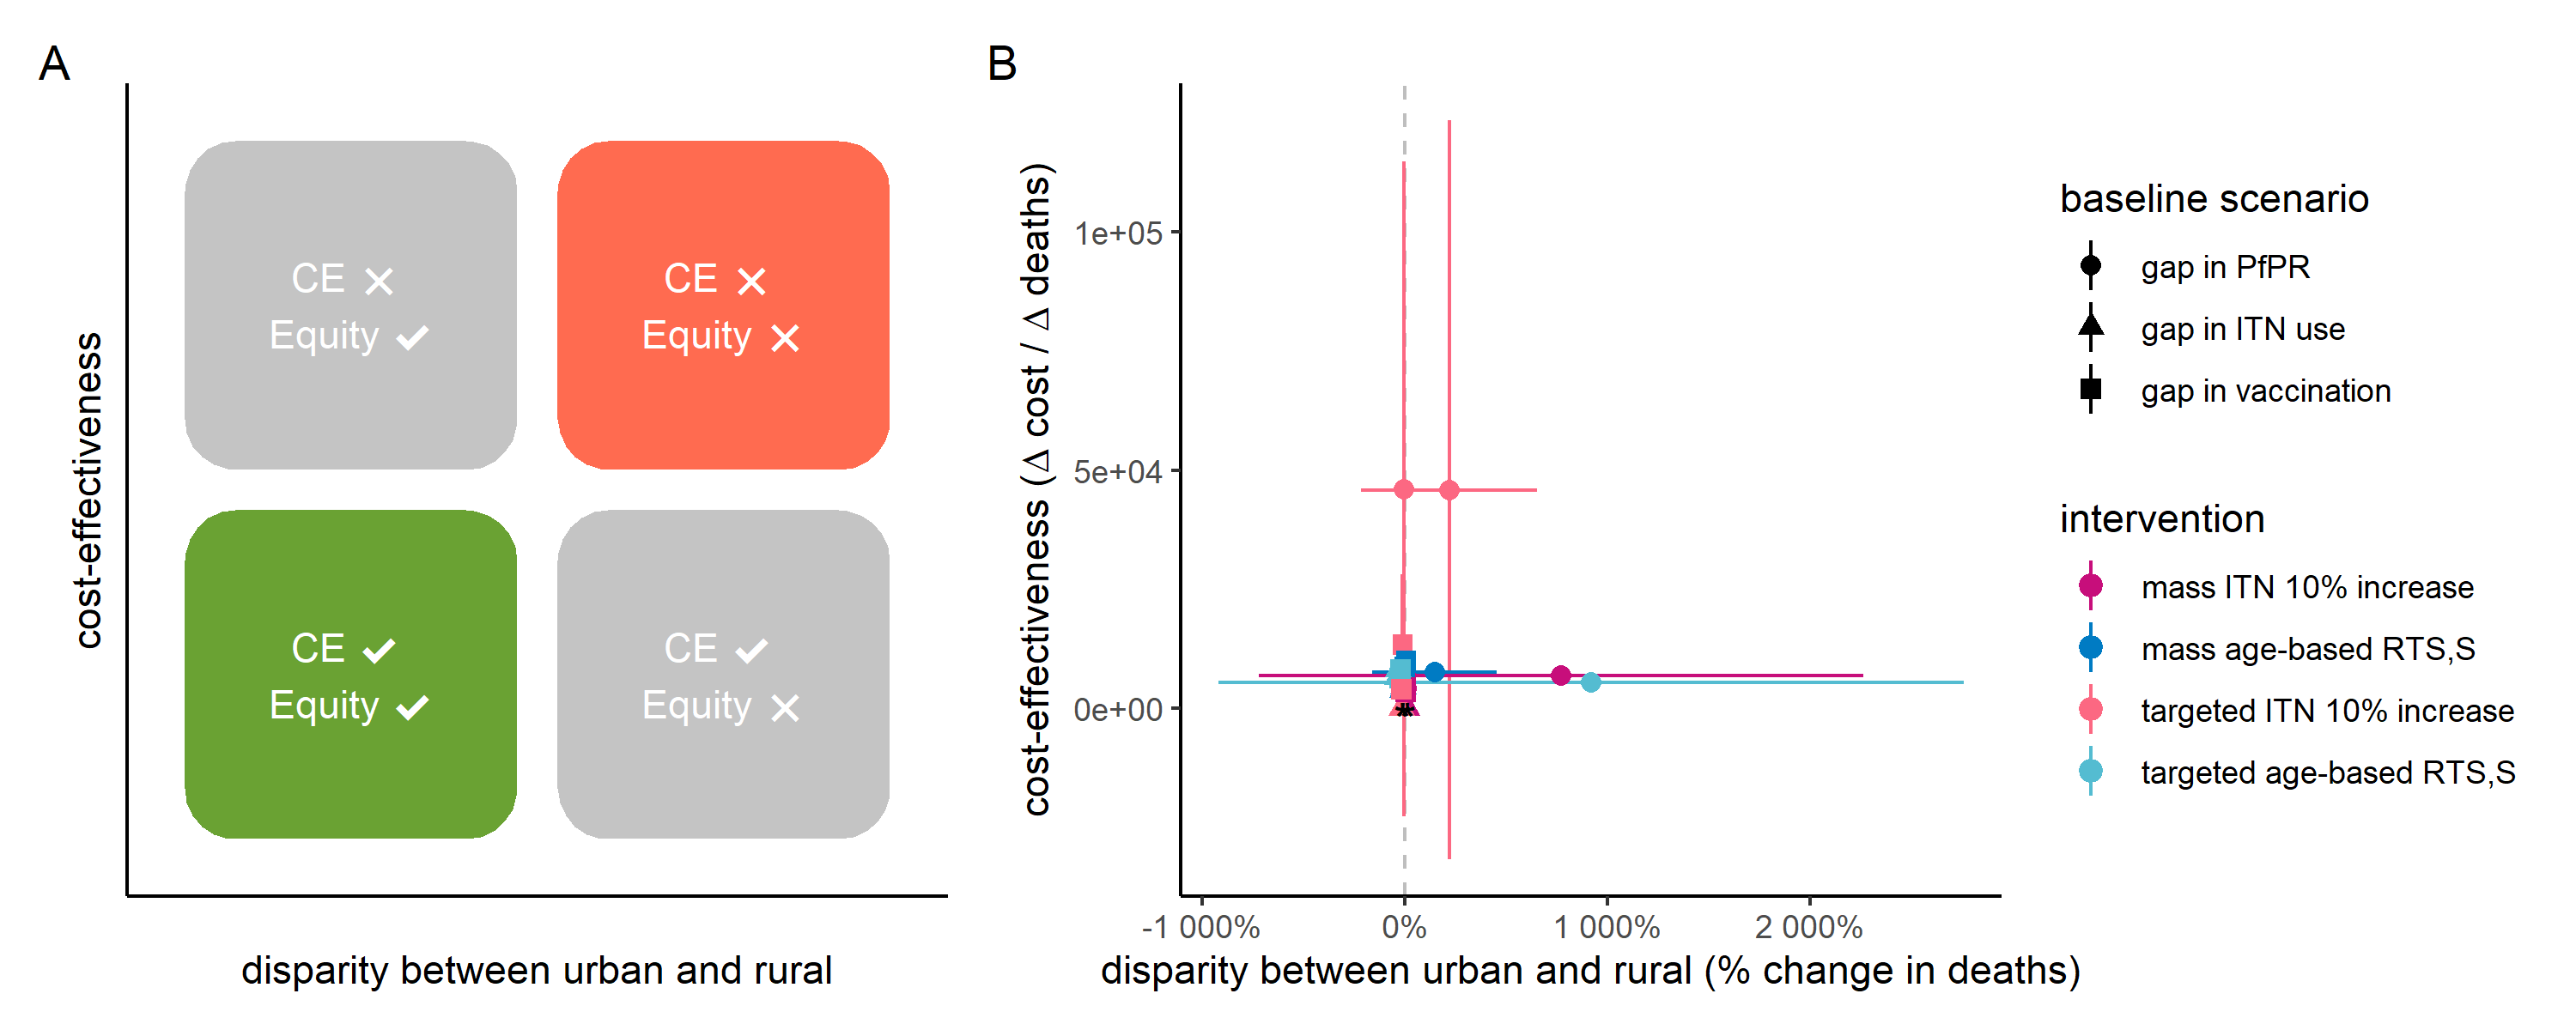 A
cost-effectiveness
CE ✕
Equity ✓
CE ✕
Equity ✕
CE ✓
Equity ✓
CE ✓
Equity ✕
disparity between urban and rural
B
cost-effectiveness (Δ cost / Δ deaths)
1e+05
5e+04
0e+00
*
-1 000%
0%
1 000%
2 000%
disparity between urban and rural (% change in deaths)
baseline scenario
gap in PfPR
gap in ITN use
gap in vaccination
intervention
mass ITN 10% increase
mass age-based RTS,S
targeted ITN 10% increase
targeted age-based RTS,S